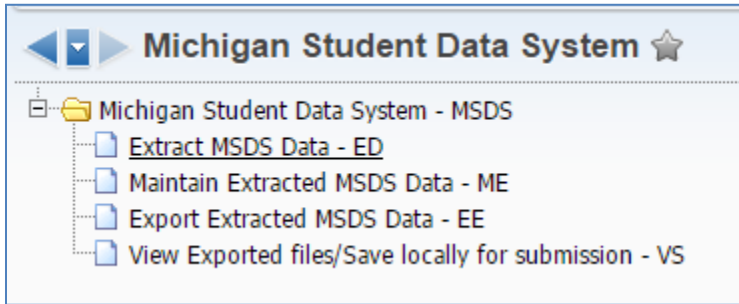 Michigan Student Data System
Michigan Student Data System - MSDS
Extract MSDS Data - ED
Maintain Extracted MSDS Data - ME
Export Extracted MSDS Data - EE
View Exported files/Save locally for submission - VS